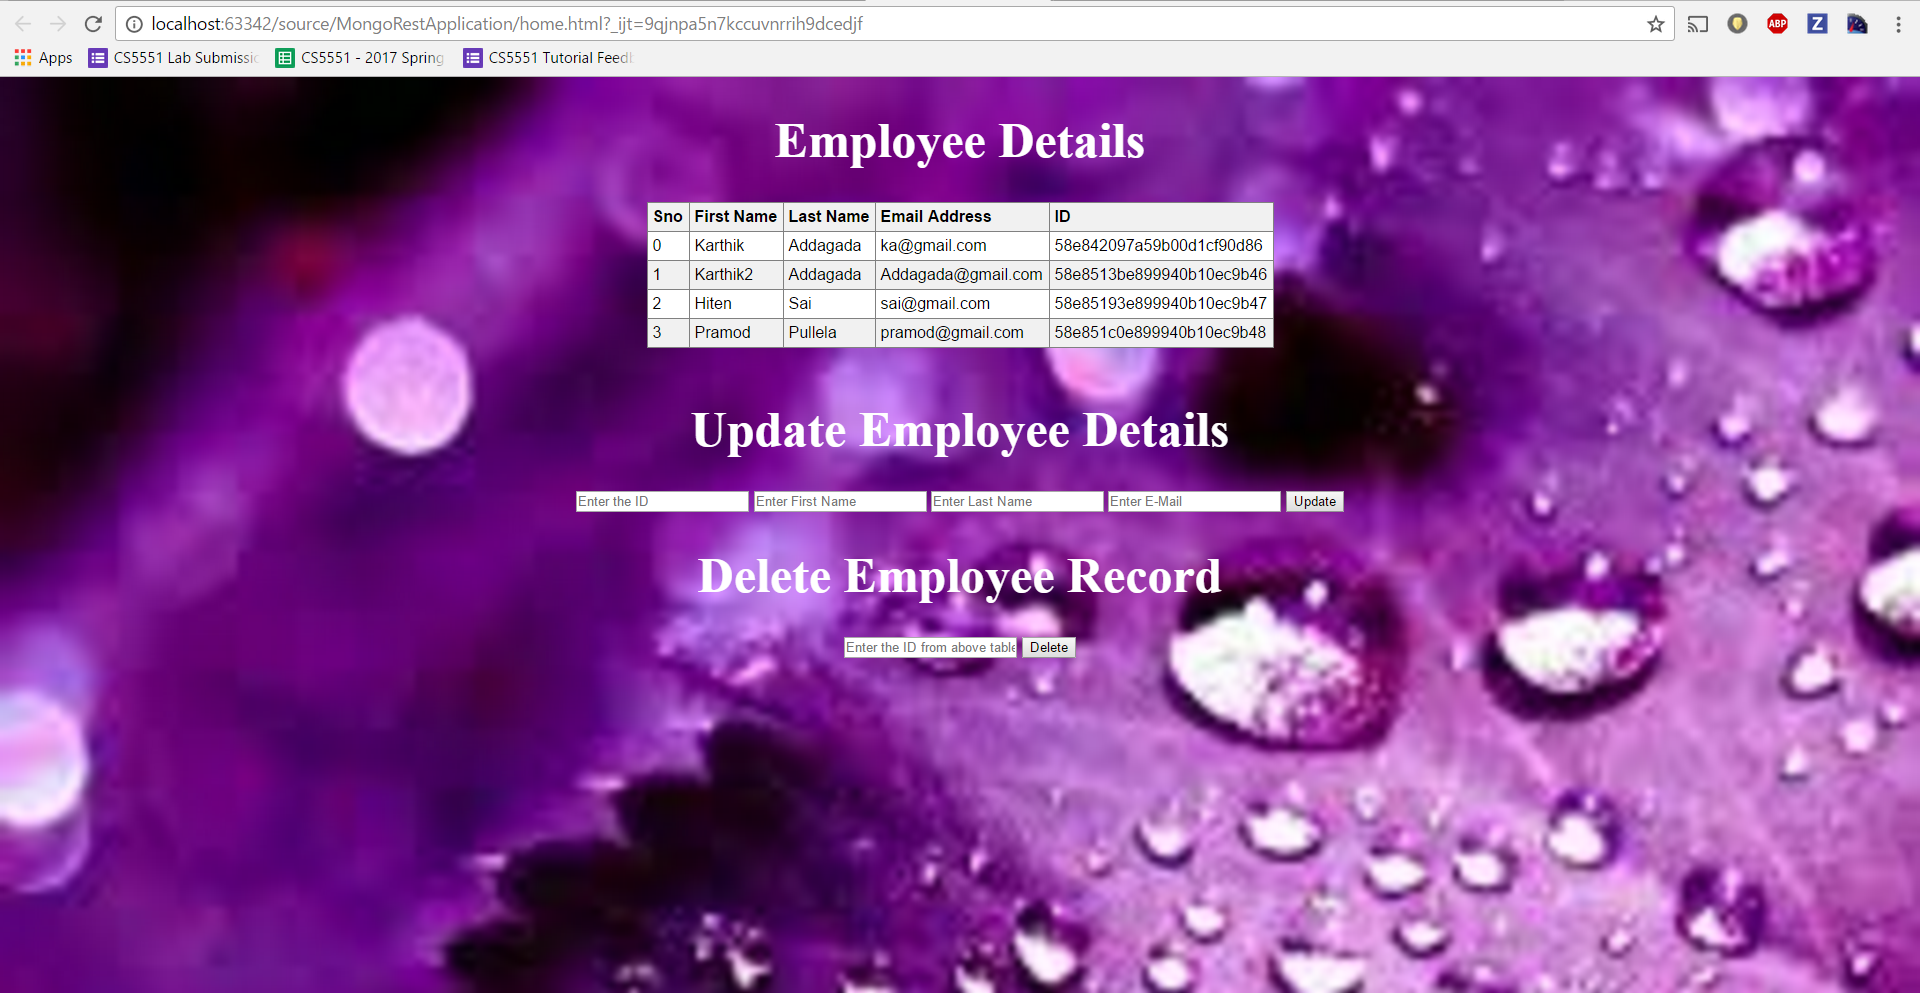 localhost:63342/source/MongoRestApplication/home.html?_ijt=9qjnpa5n7kccuvnrrih9dcedjf
ABP
Z
Apps CS5551 Lab Submissic CS5551 - 2017 Spring CS5551 Tutorial Feed
Employee Details
Sno First Name Last Name Email Address ID
0 Karthik Addagada ka@gmail.com 58e842097a59b00d1cf90d86
1 Karthik2 Addagada Addagada@gmail.com 58e8513be899940b10ec9b46
2 Hiten Sai sai@gmail.com 58e85193e899940b10ec9b47
3 Pramod Pullela pramod@gmail.com 58e851c0e899940b10ec9b48
Update Employee Details
Enter the ID Enter First Name Enter Last Name Enter E-Mail Update
Delete Employee Record
Enter the ID from above table Delete